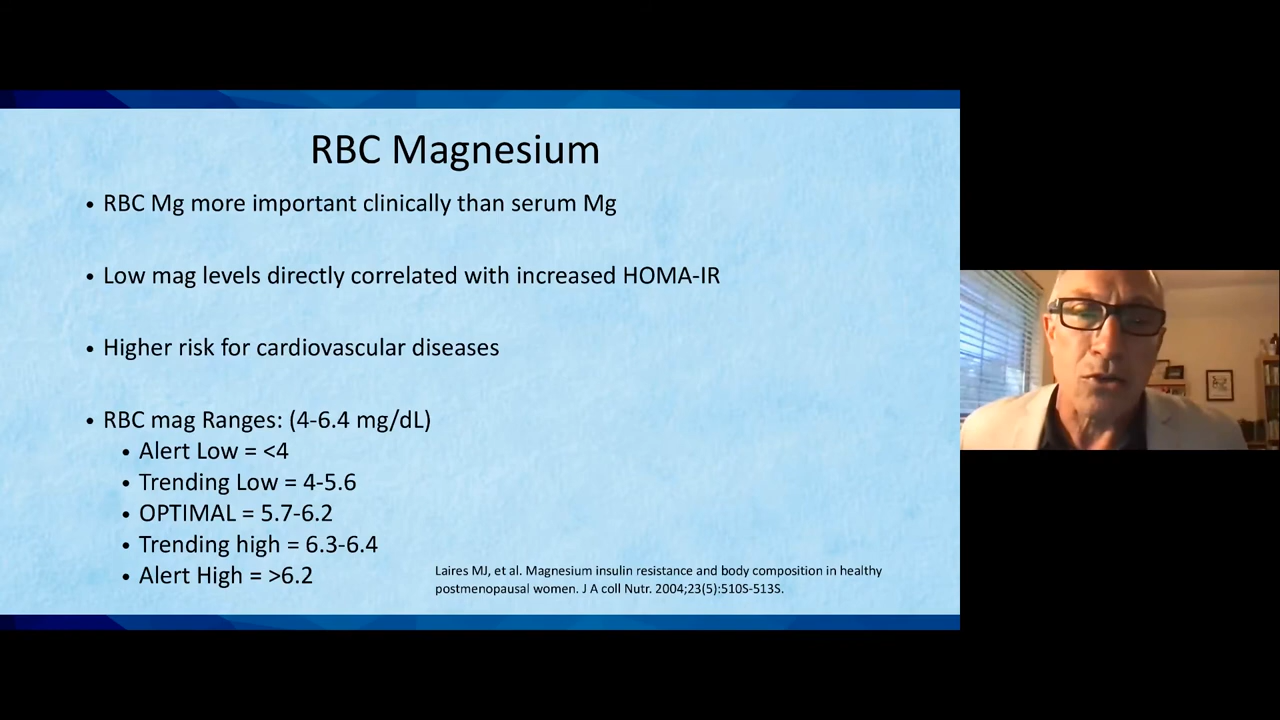 RBC Magnesium
• RBC Mg more important clinically than serum Mg
• Low mag levels directly correlated with increased HOMA-IR
• Higher risk for cardiovascular diseases
• RBC mag Ranges: (4-6.4 mg/dL)
• Alert Low = <4
• Trending Low = 4-5.6
• OPTIMAL = 5.7-6.2
• Trending high = 6.3-6.4
• Alert High = >6.2
Laires MJ, et al. Magnesium insulin resistance and body composition in healthy
postmenopausal women. J A coll Nutr. 2004;23(5):510S-513S.